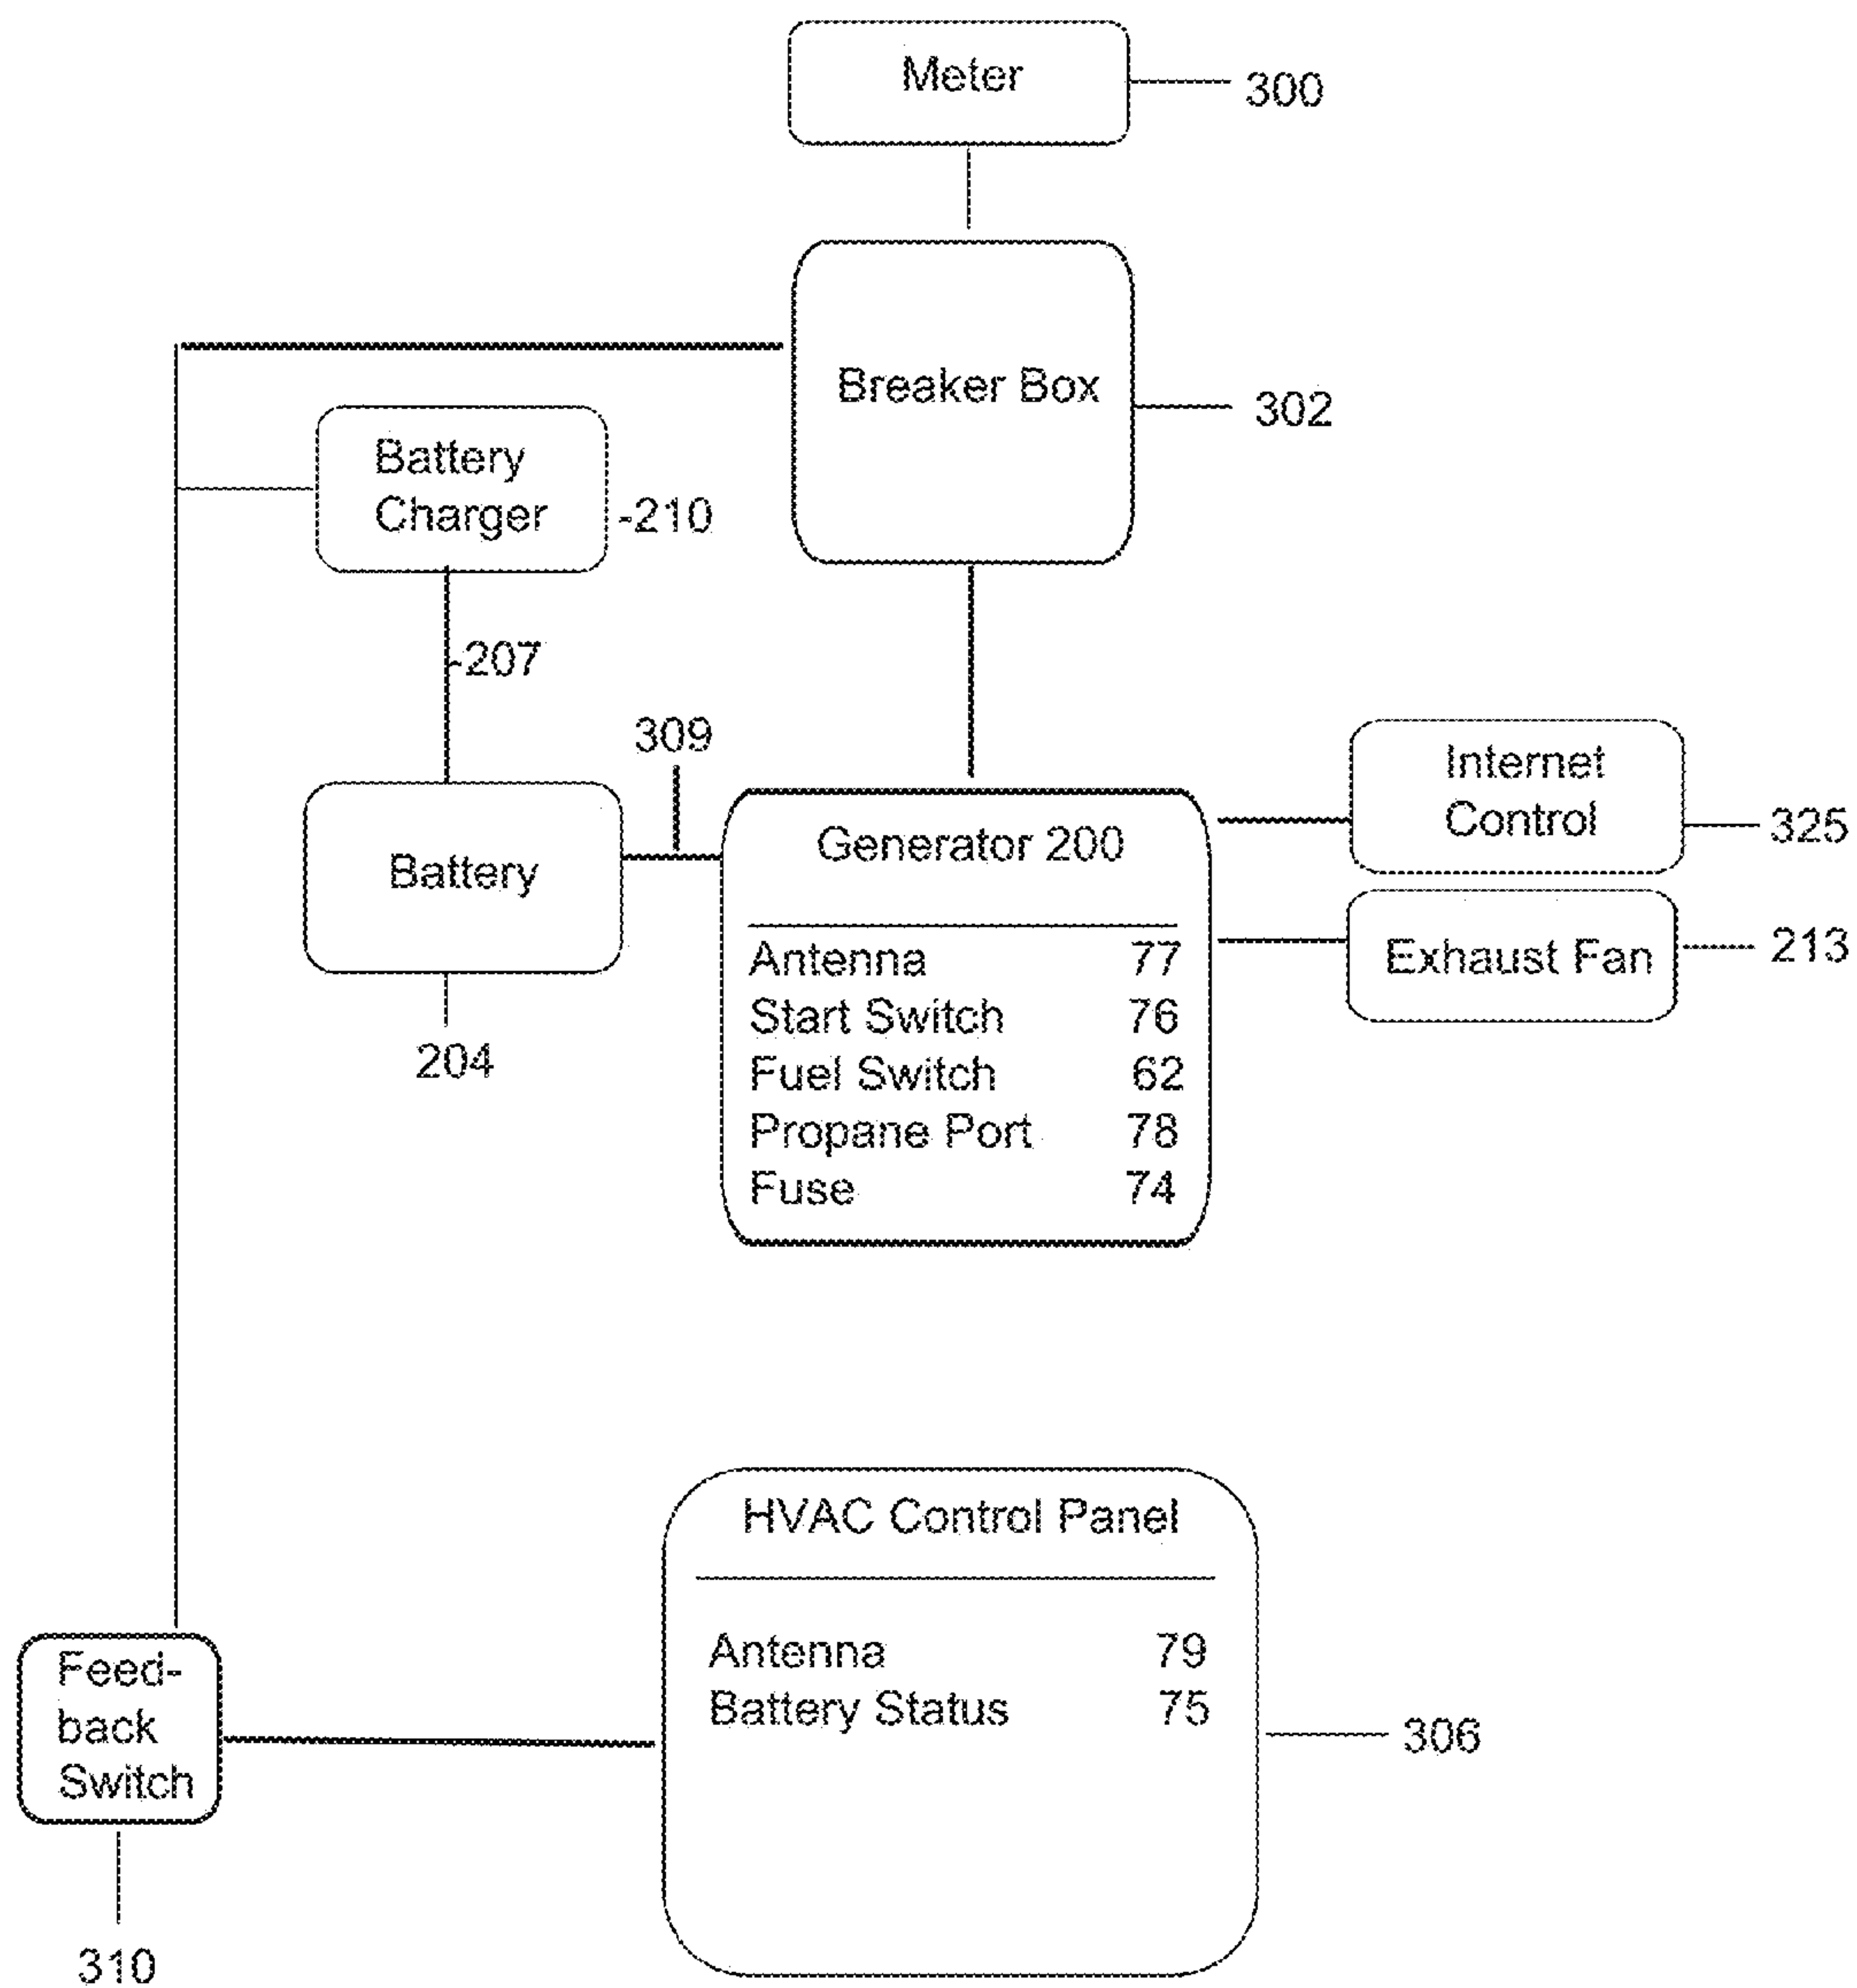 Meter
300
Breaker Box
302
Battery
Charger
-210
-207
309
Battery
204
Generator 200
Antenna 77
Start Switch 76
Fuel Switch 62
Propane Port 78
Fuse 74
Internet
Control
325
Exhaust Fan
213
HVAC Control Panel
Antenna 79
Battery Status 75
306
Feed-
back
Switch
310